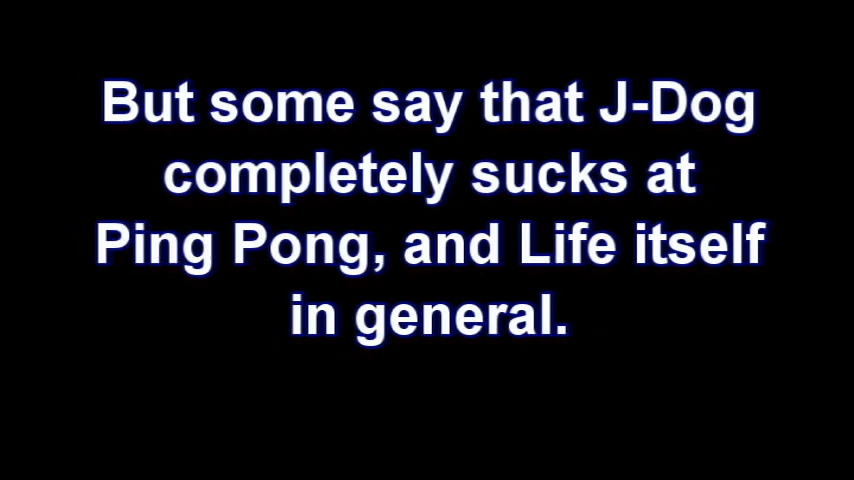 But some say that J-Dog
completely sucks at
Ping Pong, and Life itself
in general.